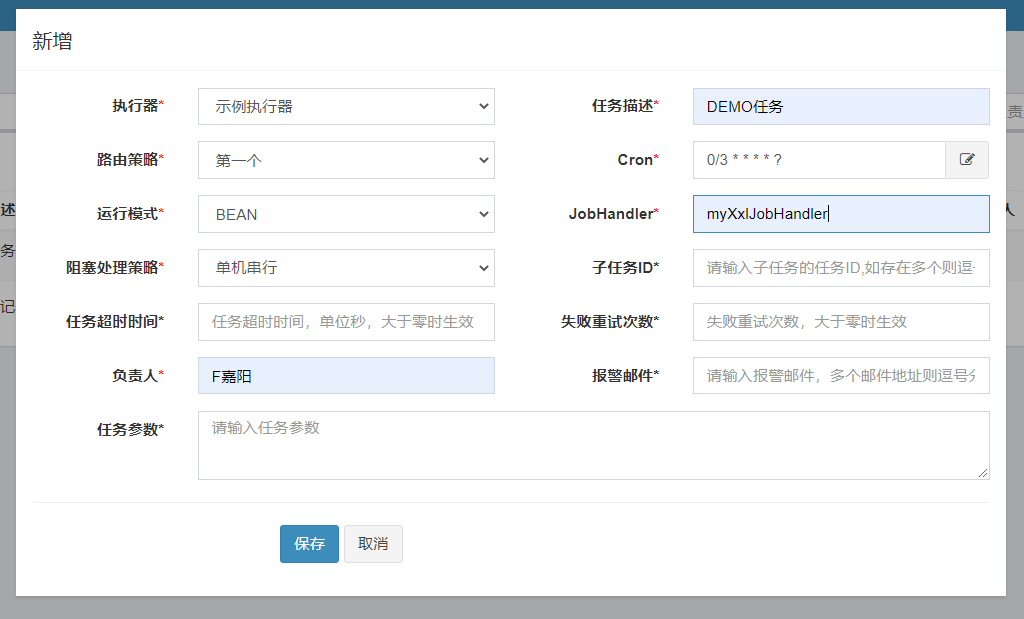 新增
执行器* 示例执行器 任务描述* DEMO任务
路由策略* 第一个 Cron* 0/3 * * * * ?
运行模式* BEAN JobHandler* myXxlJobHandler
阻塞处理策略* 单机串行 子任务ID* 请输入子任务的任务ID,如存在多个则逗
任务超时时间* 任务超时时间，单位秒，大于零时生效 失败重试次数* 失败重试次数，大于零时生效
负责人* F嘉阳 报警邮件* 请输入报警邮件，多个邮件地址则逗号分
任务参数* 请输入任务参数
保存 取消
责
述
人
务
记